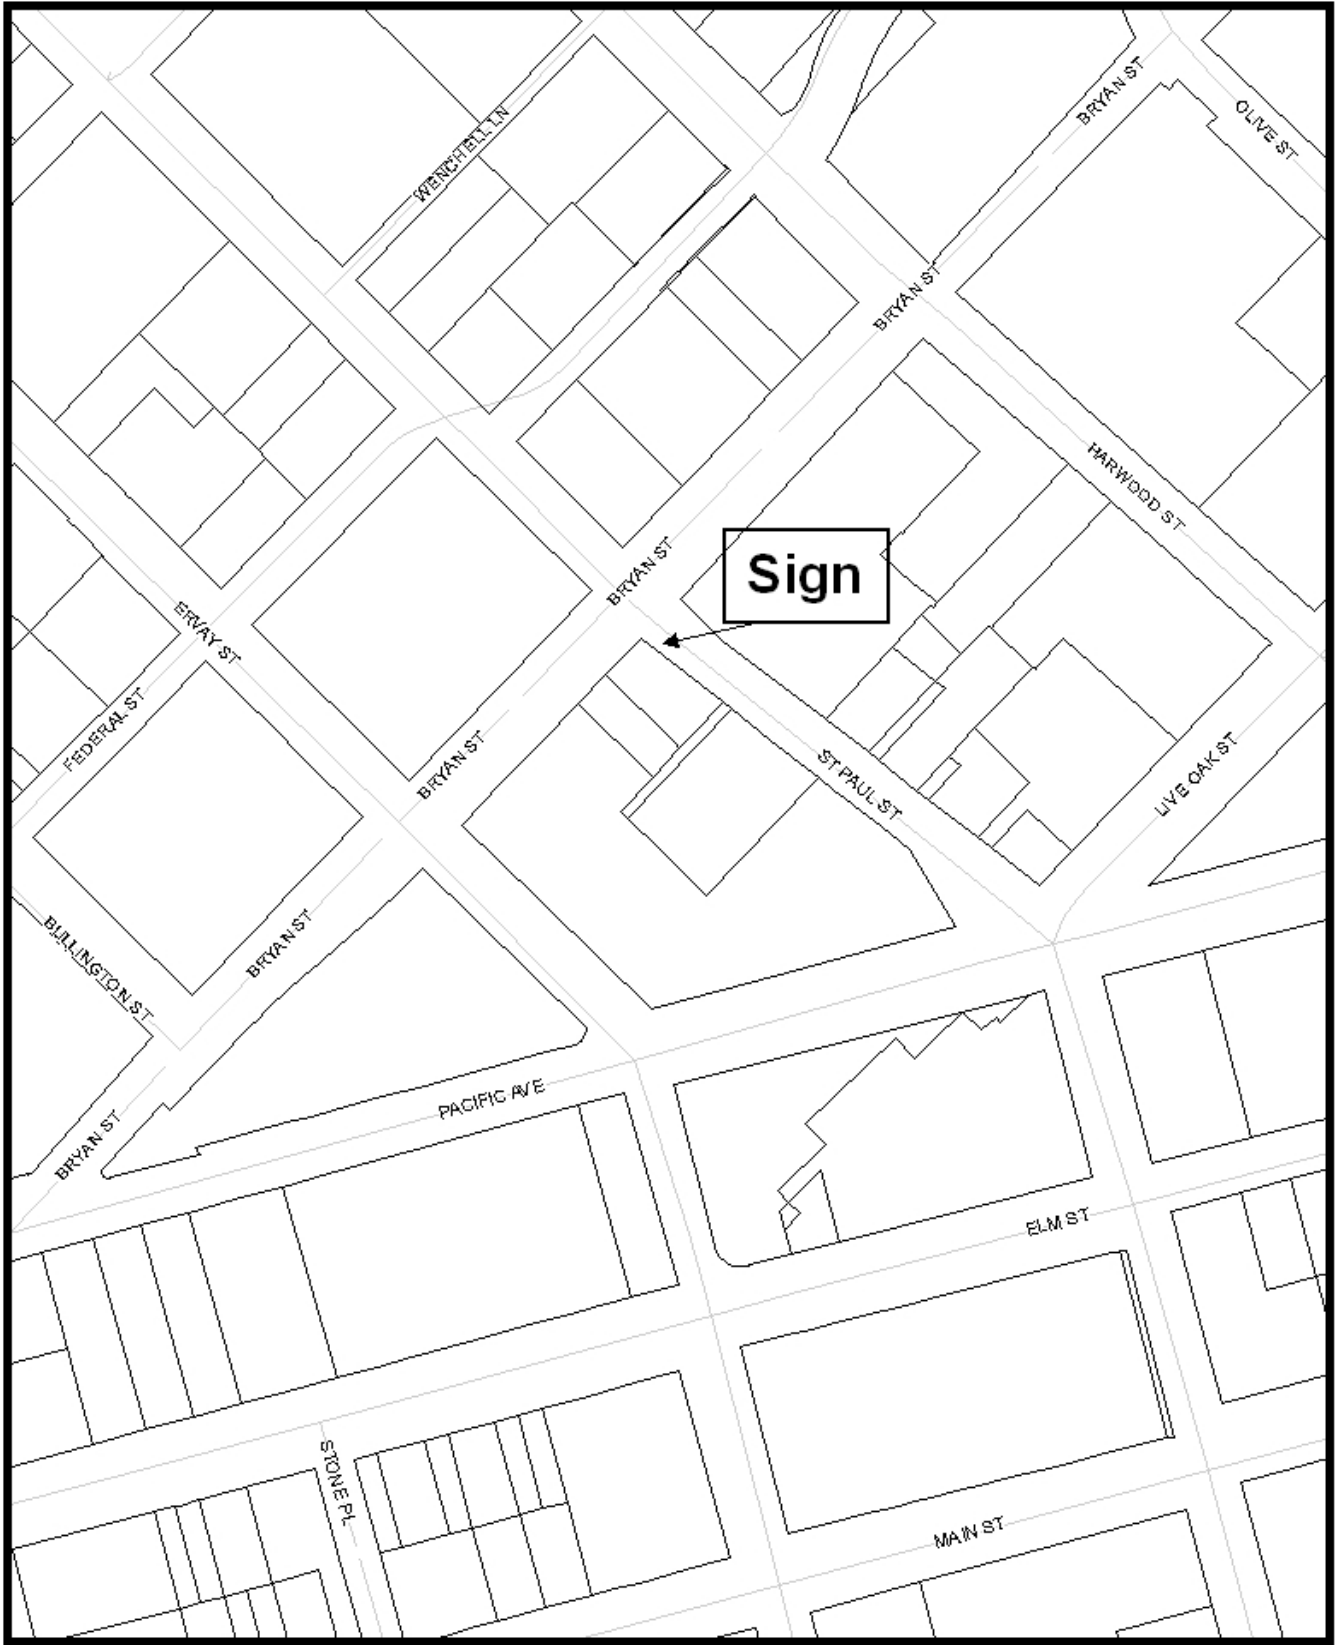 BRYAN ST
OLIVE ST
WENCHELL LN
BRYAN ST
HARWOOD ST
BRYAN ST
Sign
ERVAY ST
FEDERAL ST
BRYAN ST
ST PAUL ST
LIVE OAK ST
BULLINGTON ST
BRYAN ST
PACIFIC AVE
BRYAN ST
ELM ST
STONE PL
MAIN ST